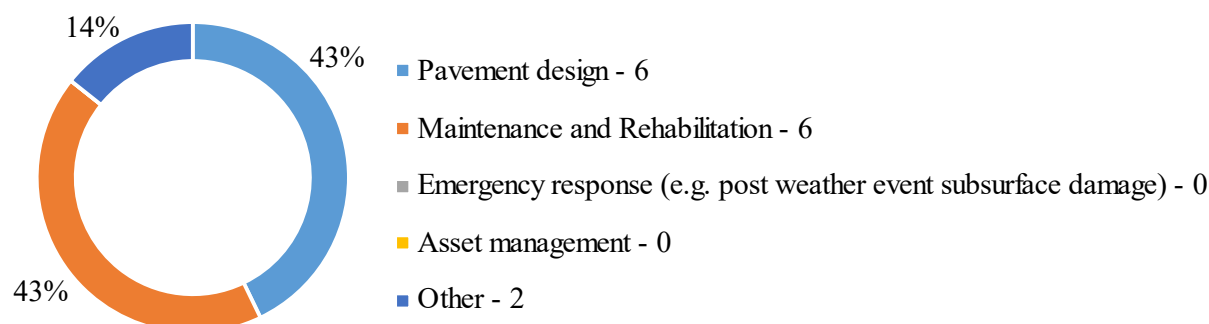 14%
43%
Pavement design - 6
Maintenance and Rehabilitation - 6
Emergency response (e.g. post weather event subsurface damage) - 0
Asset management - 0
43%
Other - 2